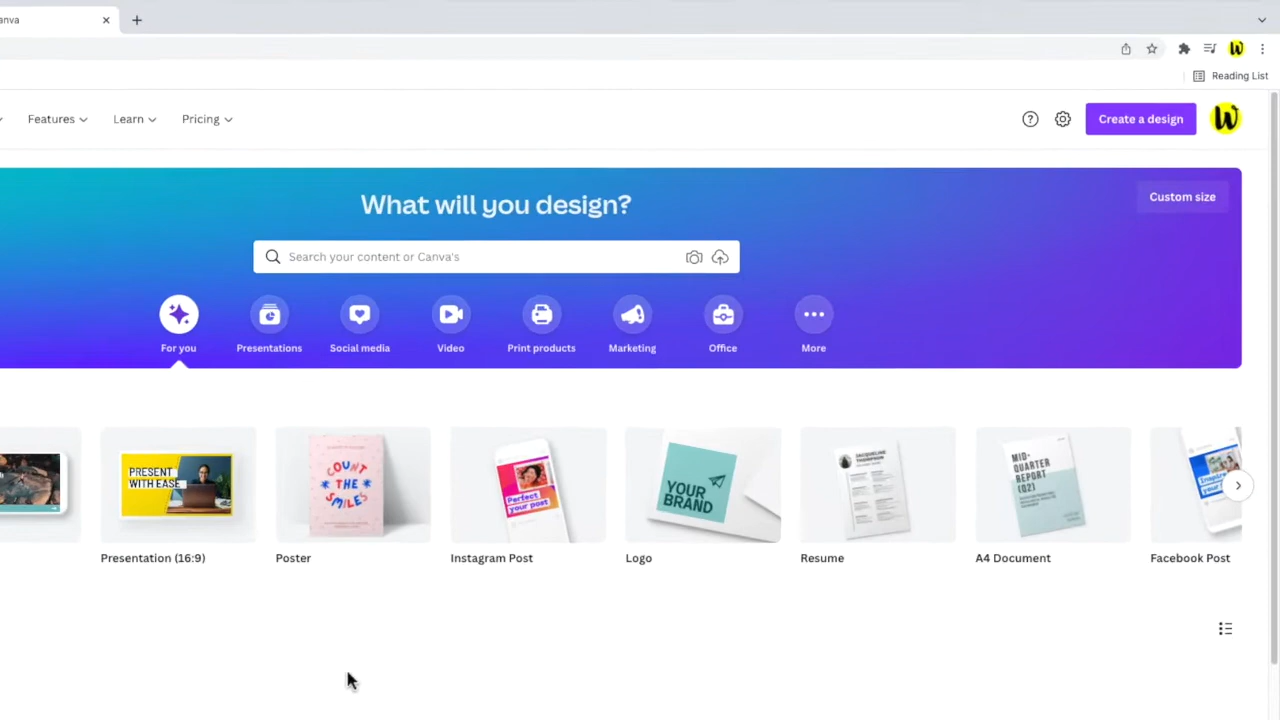 anva
Reading List
Features
Learn
Pricing
Create a design
W
What will you design?
Custom size
Search your content or Canva's
For you
Presentations
Social media
Video
Print products
Marketing
Office
More
PRESENT
WITH EASE
COUNT
THE
SMILES
Perfect
your post
YOUR
BRAND
JACQUELINE
THOMPSON
MID-
QUARTER
REPORT
(Q2)
Presentation (16:9)
Poster
Instagram Post
Logo
Resume
A4 Document
Facebook Post